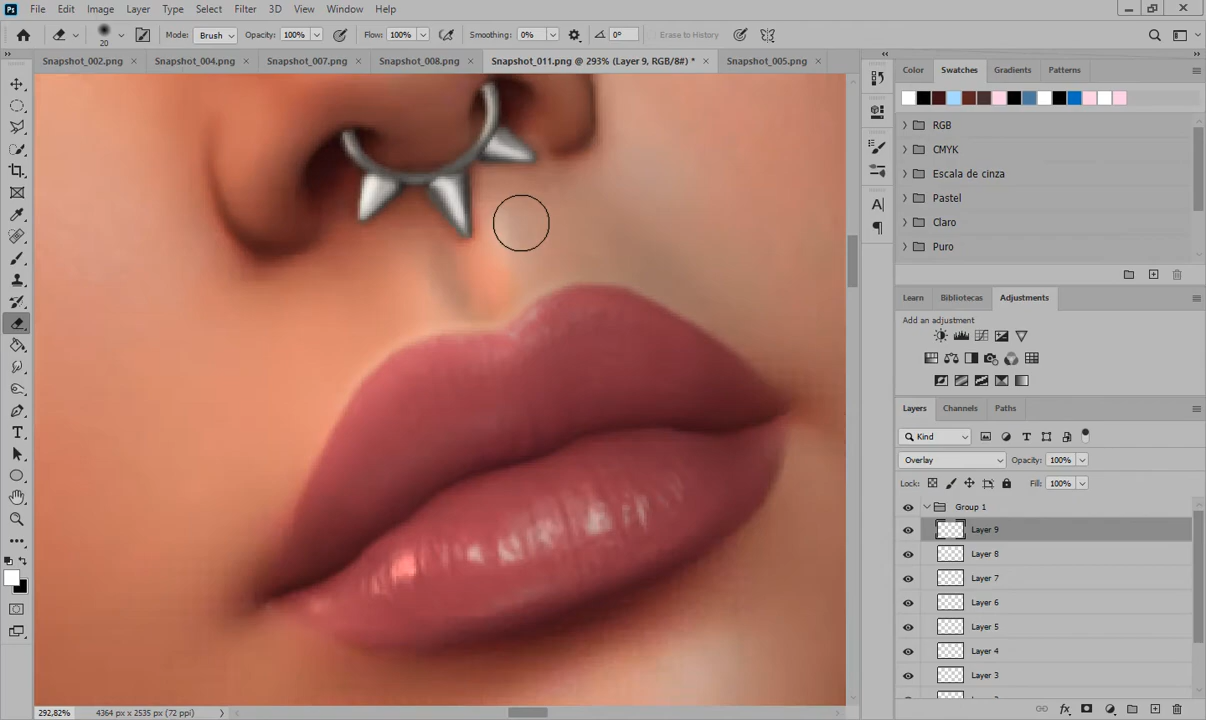 Ps File Edit Image Layer Type Select Filter 3D View Window Help
20 Mode: Brush Opacity: 100% Flow: 100% Smoothing: 0% 0° Erase to History
Snapshot_002.png × Snapshot_004.png × Snapshot_007.png × Snapshot_008.png × Snapshot_011.png @ 293% (Layer 9, RGB/8#) * × Snapshot_005.png ×
Color Swatches Gradients Patterns
RGB
CMYK
Escala de cinza
Pastel
Claro
Puro
Learn Bibliotecas Adjustments
Add an adjustment
Layers Channels Paths
Kind
Overlay Opacity: 100%
Lock: Fill: 100%
Group 1
Layer 9
Layer 8
Layer 7
Layer 6
Layer 5
Layer 4
Layer 3
292,82% 4364 px x 2535 px (72 ppi)